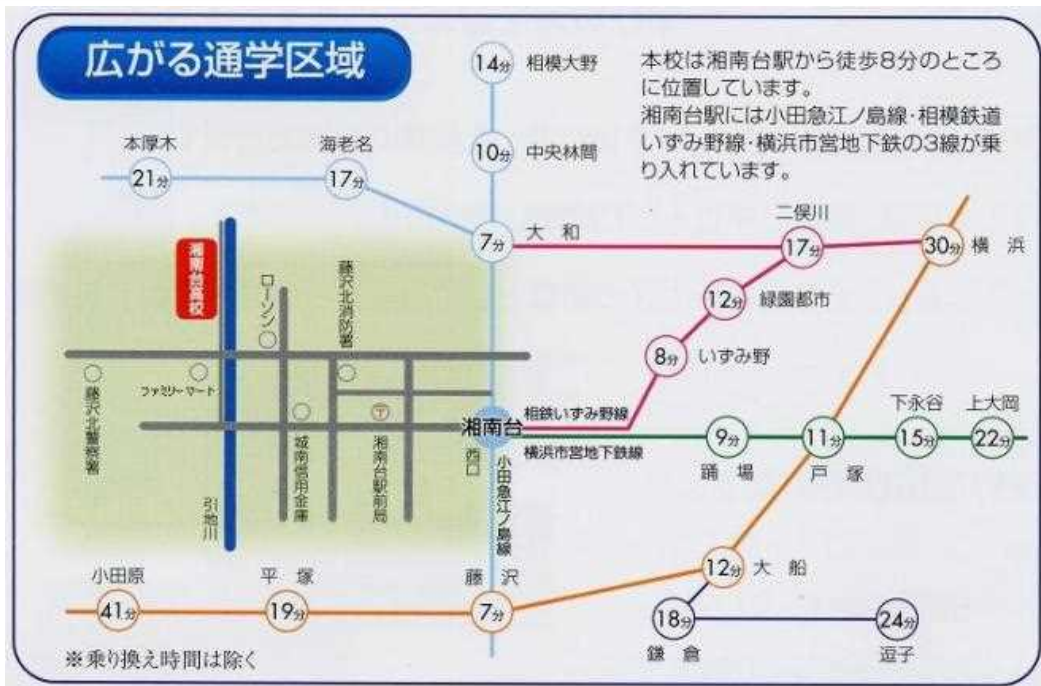 広がる通学区域
本校は湘南台駅から徒歩8分のところ
に位置しています。
湘南台駅には小田急江ノ島線・相模鉄道
いずみ野線・横浜市営地下鉄の3線が乗
り入れています。
14分 相模大野
10分 中央林間
本厚木
21分
海老名
17分
7分 大和
二俣川
17分
30分 横浜
12分 緑園都市
8分 いずみ野
湘南台高校
ローソン
藤沢北消防署
藤沢北警察署
ファミリーマート
〒
城南信用金庫
湘南台駅前局
引地川
湘南台
西口
小田急江ノ島線
相鉄いずみ野線
横浜市営地下鉄線
9分
踊場
11分
戸塚
下永谷
15分
上大岡
22分
小田原
41分
平塚
19分
藤沢
7分
12分 大船
18分
鎌倉
24分
逗子
※乗り換え時間は除く